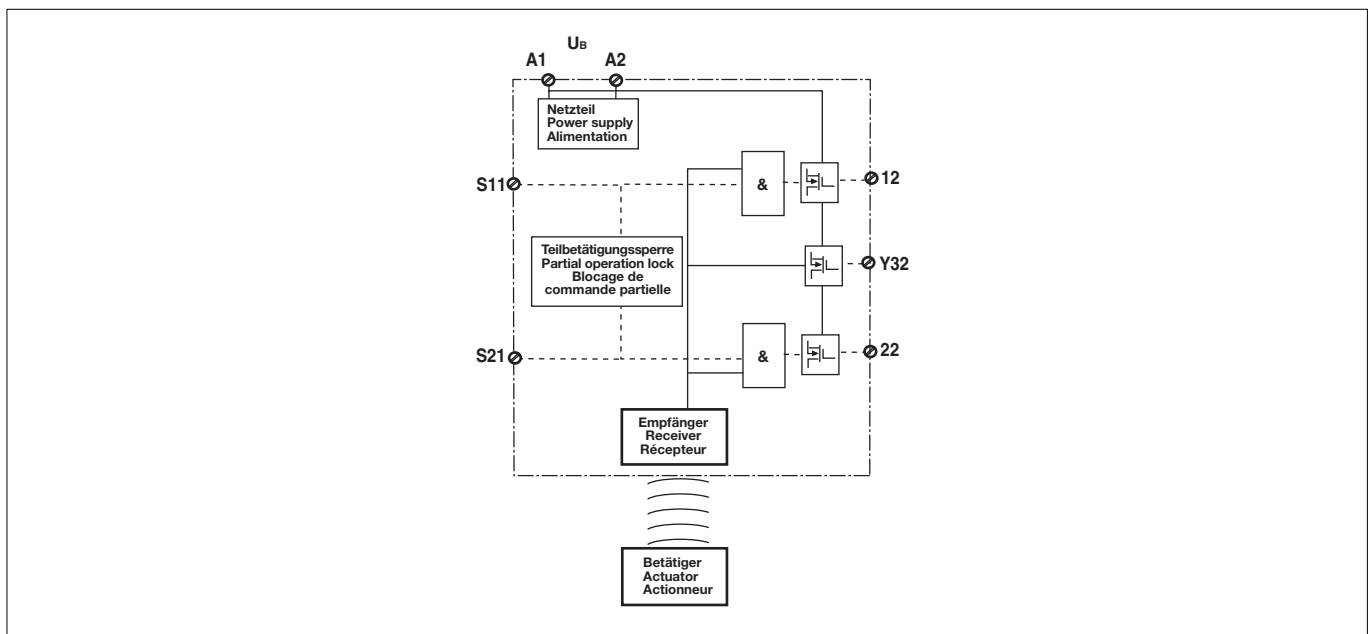 UB
A1
A2
Netzteil
Power supply
Alimentation
S11
&
12
Teilbetätigungssperre
Partial operation lock
Blocage de
commande partielle
Y32
S21
&
22
Empfänger
Receiver
Récepteur
Betätiger
Actuator
Actionneur